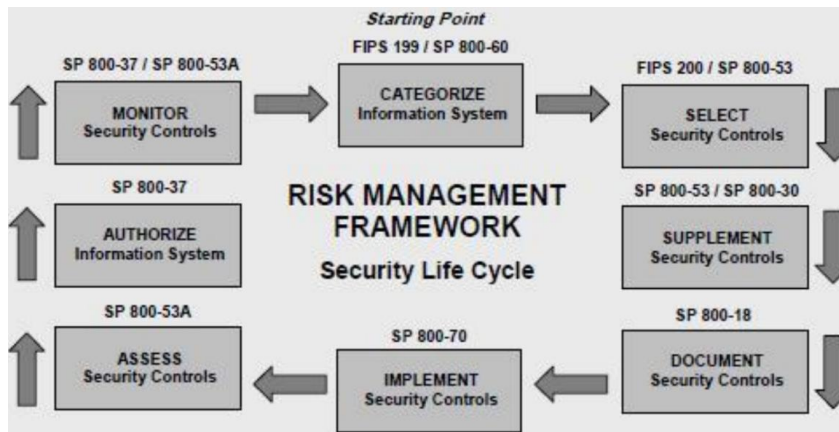 Starting Point
FIPS 199 / SP 800-60
CATEGORIZE
Information System
FIPS 200 / SP 800-53
SELECT
Security Controls
SP 800-53 / SP 800-30
SUPPLEMENT
Security Controls
SP 800-18
DOCUMENT
Security Controls
SP 800-70
IMPLEMENT
Security Controls
SP 800-53A
ASSESS
Security Controls
SP 800-37
AUTHORIZE
Information System
SP 800-37 / SP 800-53A
MONITOR
Security Controls
RISK MANAGEMENT
FRAMEWORK
Security Life Cycle